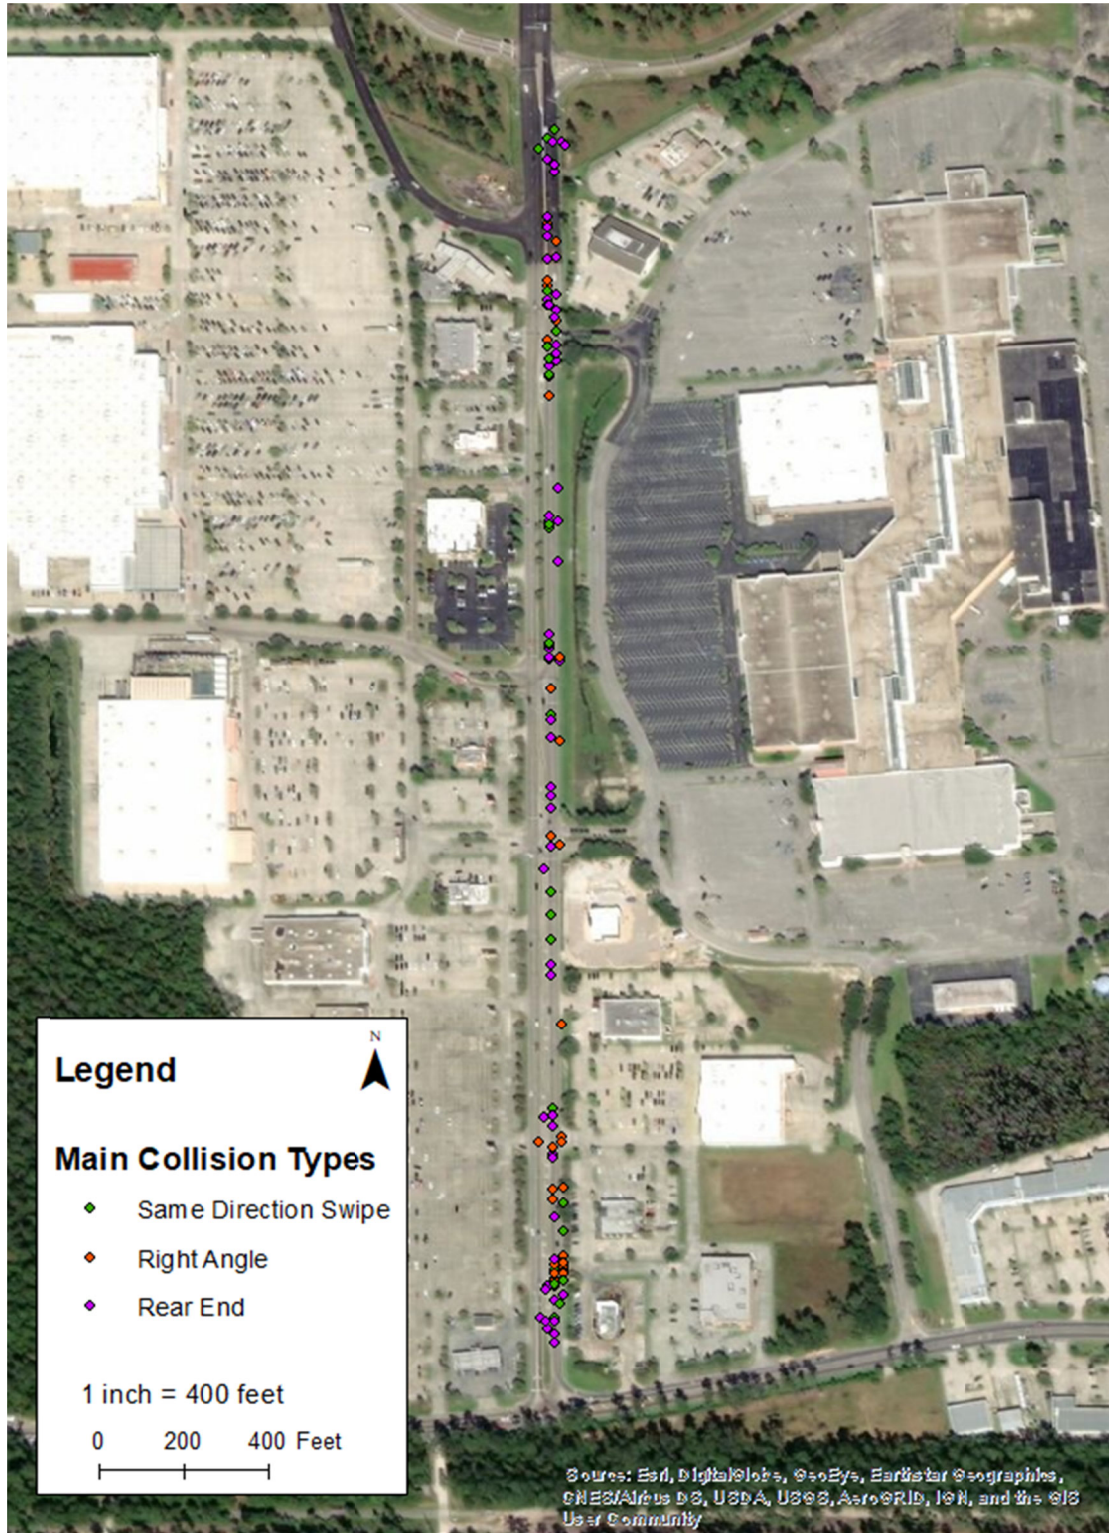 N
Legend
Main Collision Types
Same Direction Swipe
Right Angle
Rear End
1 inch = 400 feet
0 200 400 Feet
Source: Esri, DigitalGlobe, GeoEye, Earthstar Geographics,
CNES/Airbus DS, USDA, USGS, AeroGRID, IGN, and the GIS
User Community